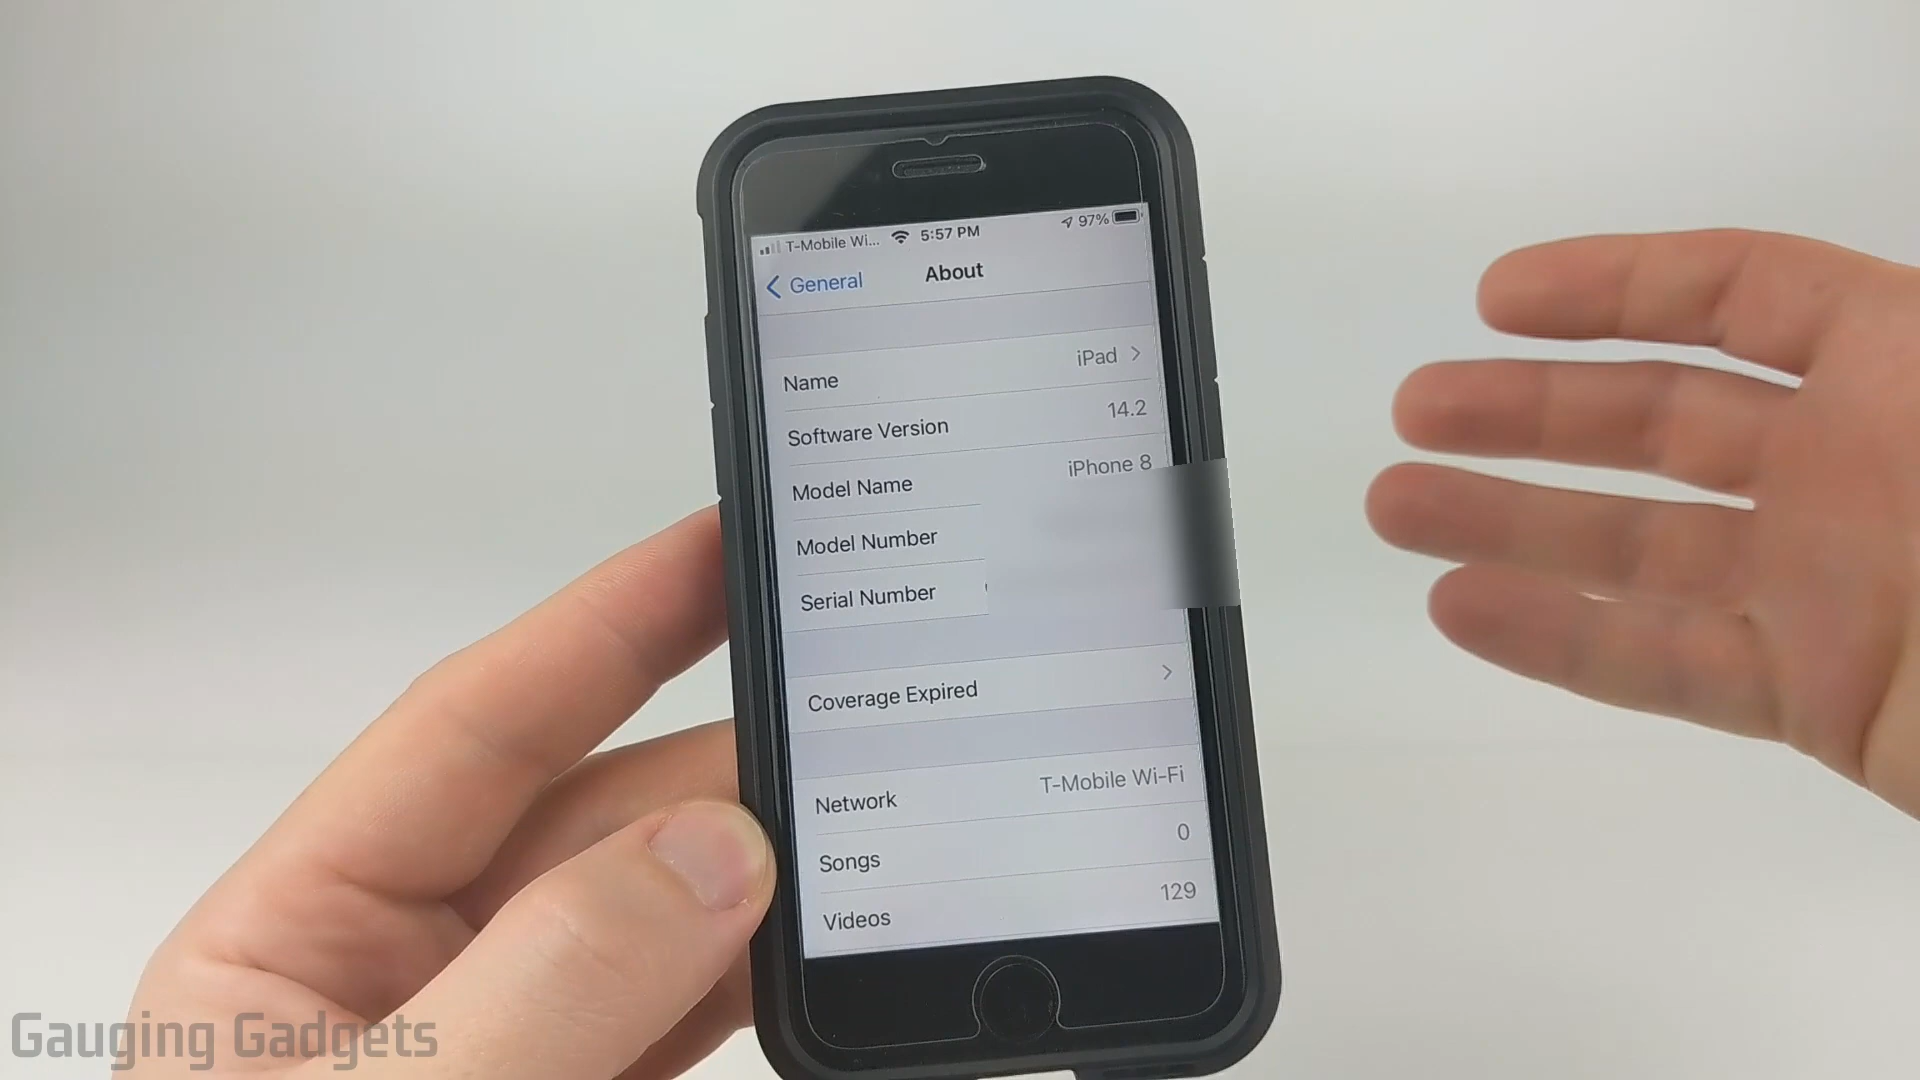 T-Mobile Wi... 5:57 PM 97%
General About
Name iPad
Software Version 14.2
Model Name iPhone 8
Model Number
Serial Number
Coverage Expired
Network T-Mobile Wi-Fi
Songs 0
Videos 129
Gauging Gadgets